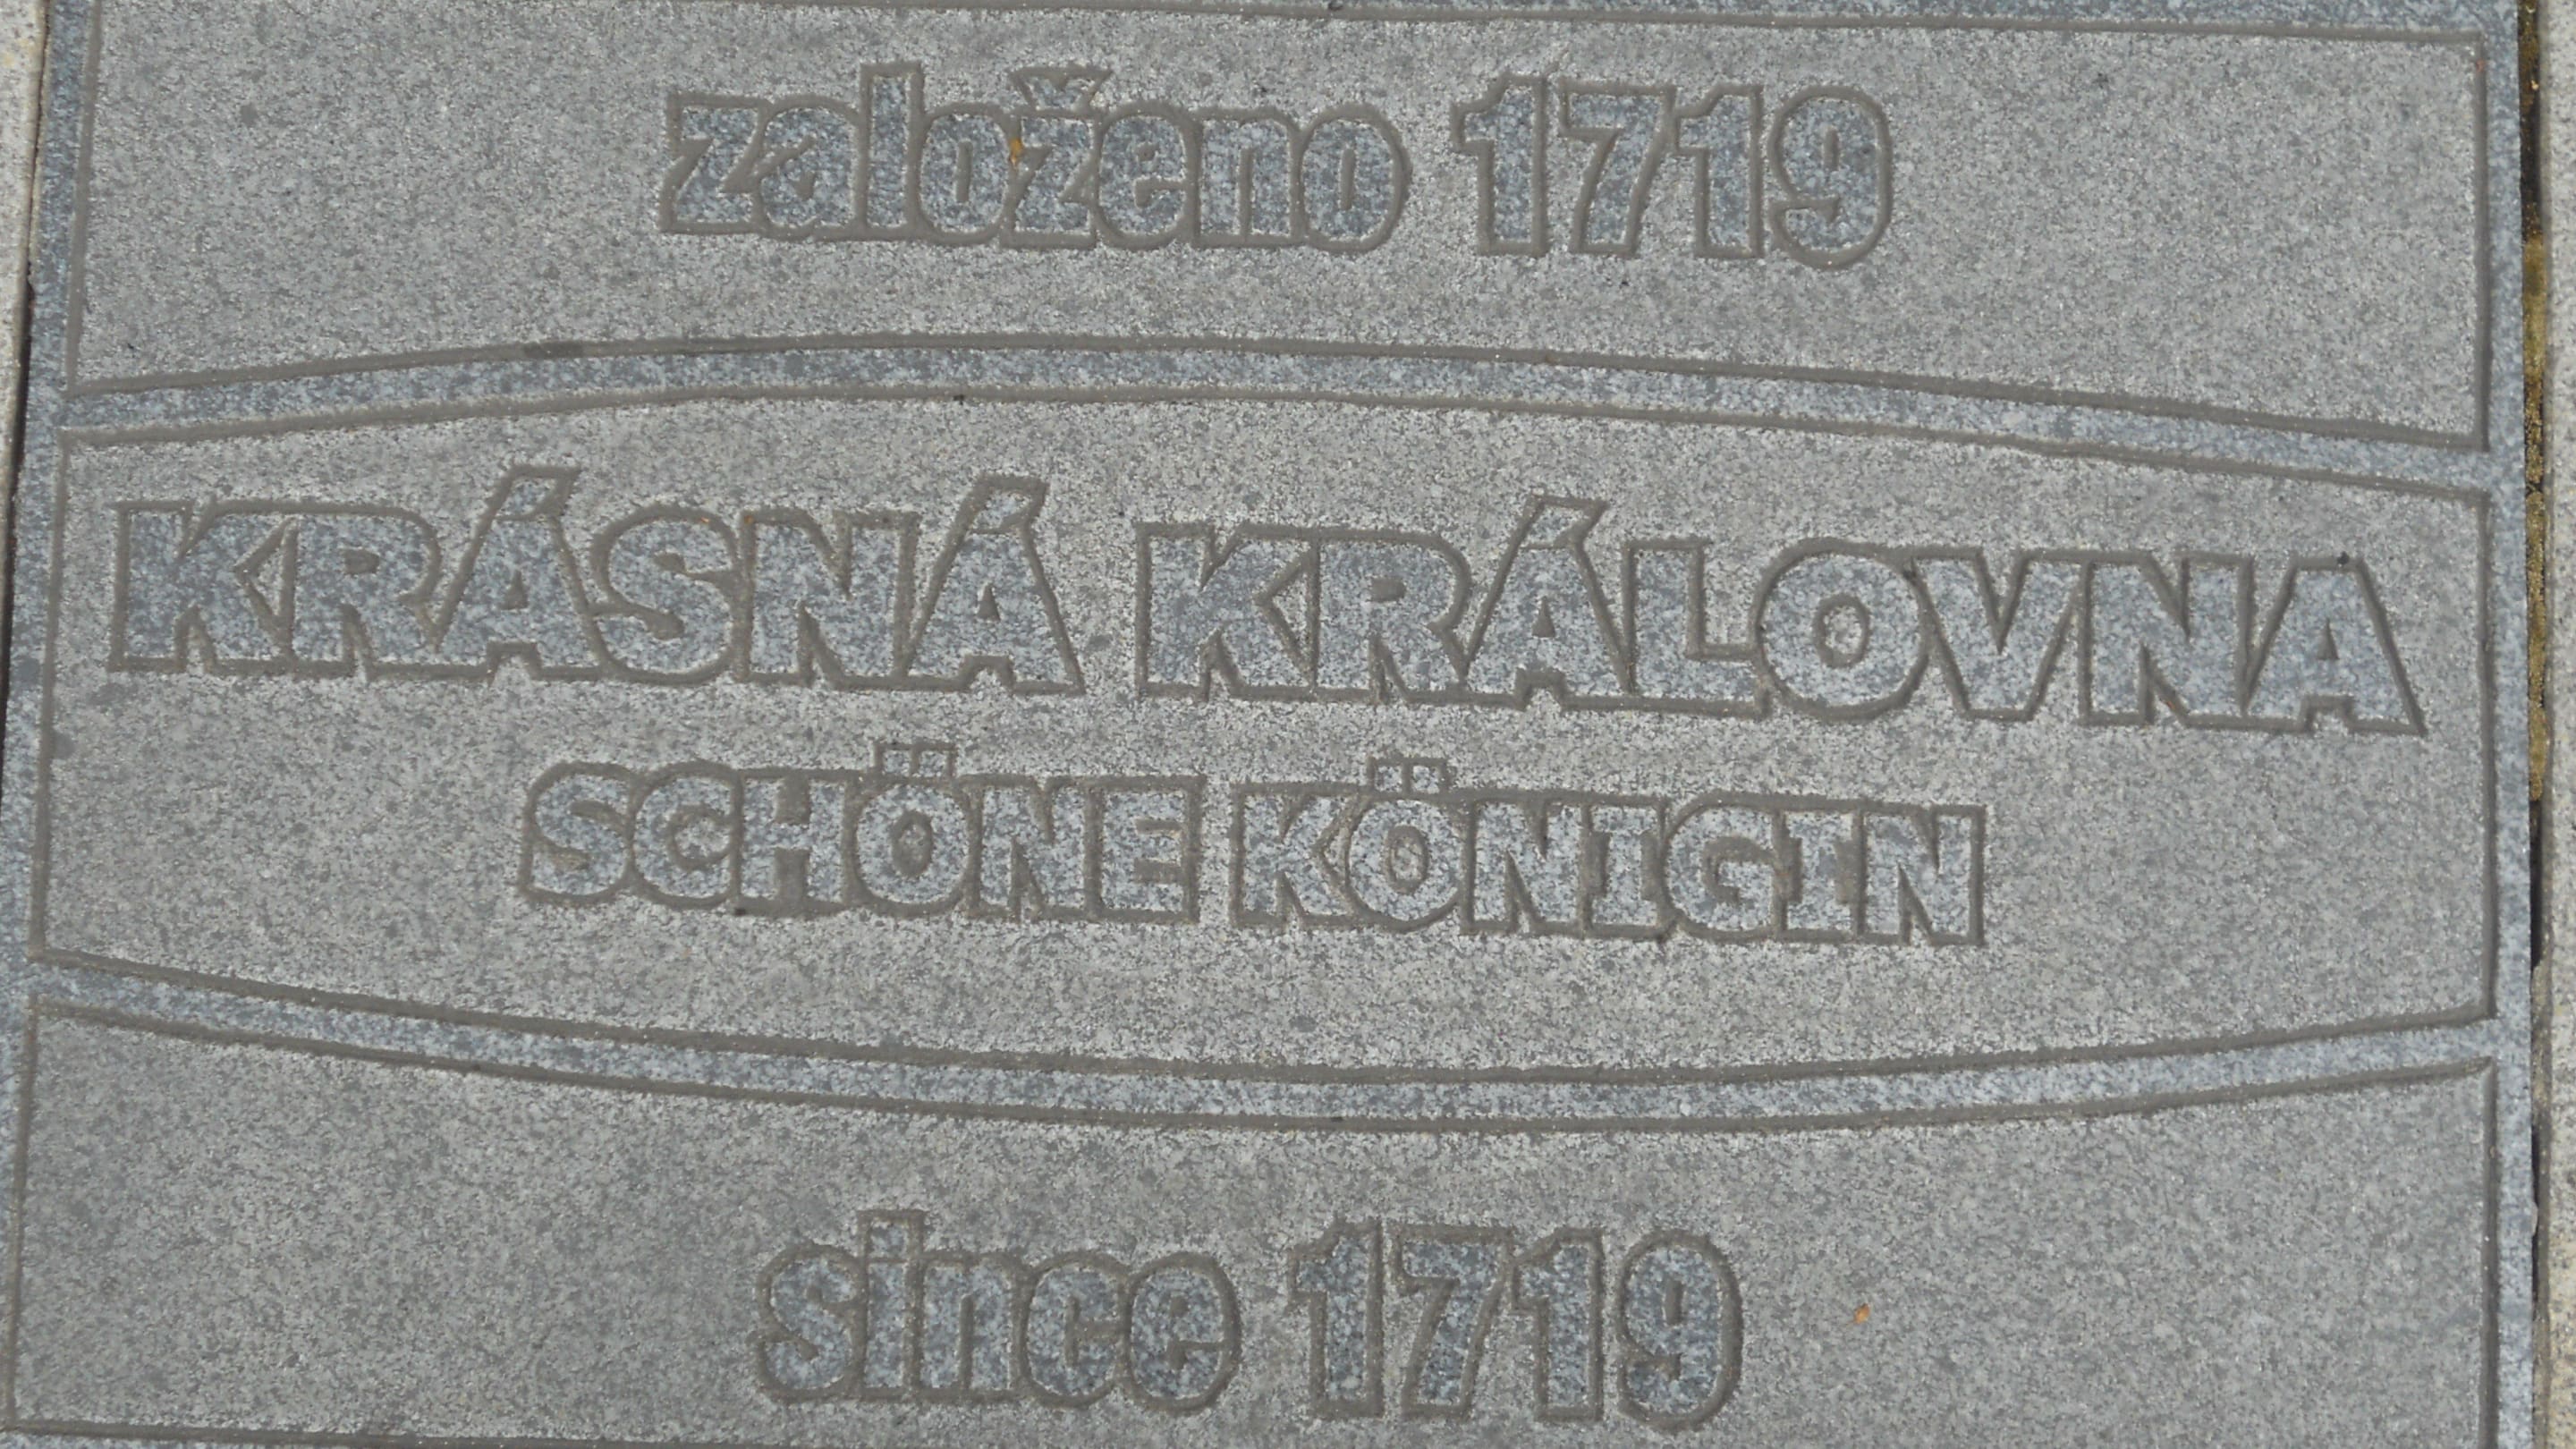 založeno 1719
KRÁSNÁ KRÁLOVNA
SCHÖNE KÖNIGIN
since 1719